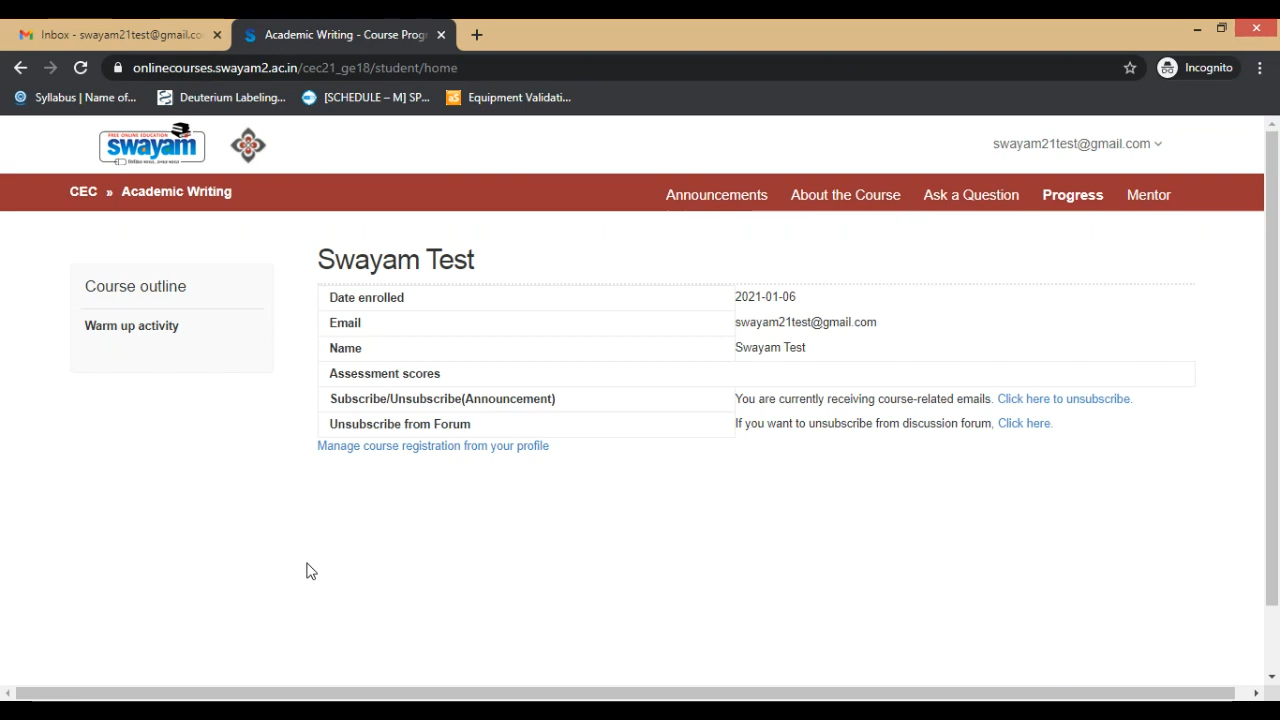 Inbox - swayam21test@gmail.co
Academic Writing - Course Prog
onlinecourses.swayam2.ac.in/cec21_ge18/student/home
Incognito
Syllabus | Name of...
Deuterium Labeling...
[SCHEDULE – M] SP...
Equipment Validati...
FREE ONLINE EDUCATION
swayam
swayam21test@gmail.com
CEC » Academic Writing
Announcements
About the Course
Ask a Question
Progress
Mentor
Course outline
Warm up activity
Swayam Test
Date enrolled 2021-01-06
Email swayam21test@gmail.com
Name Swayam Test
Assessment scores
Subscribe/Unsubscribe(Announcement) You are currently receiving course-related emails. Click here to unsubscribe.
Unsubscribe from Forum If you want to unsubscribe from discussion forum, Click here.
Manage course registration from your profile